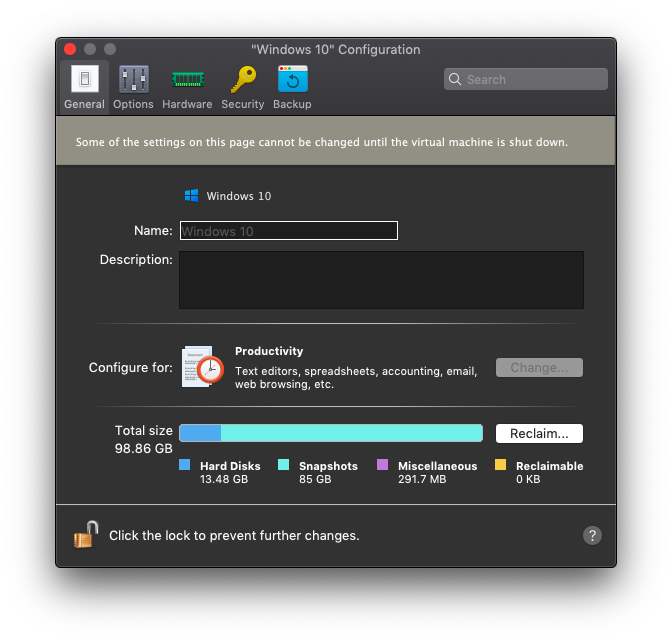 "Windows 10" Configuration
General
Options
Hardware
Security
Backup
Search
Some of the settings on this page cannot be changed until the virtual machine is shut down.
Windows 10
Name:
Windows 10
Description:
Configure for:
Productivity
Text editors, spreadsheets, accounting, email,
web browsing, etc.
Change...
Total size
98.86 GB
Reclaim...
Hard Disks
13.48 GB
Snapshots
85 GB
Miscellaneous
291.7 MB
Reclaimable
0 KB
Click the lock to prevent further changes.
?